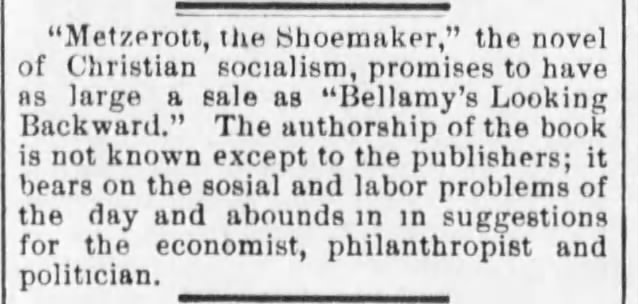 “Metzerott, the Shoemaker,” the novel
of Christian socialism, promises to have
as large a sale as “Bellamy's Looking
Backward.” The authorship of the book
is not known except to the publishers; it
bears on the sosial and labor problems of
the day and abounds in in suggestions
for the economist, philanthropist and
politician.